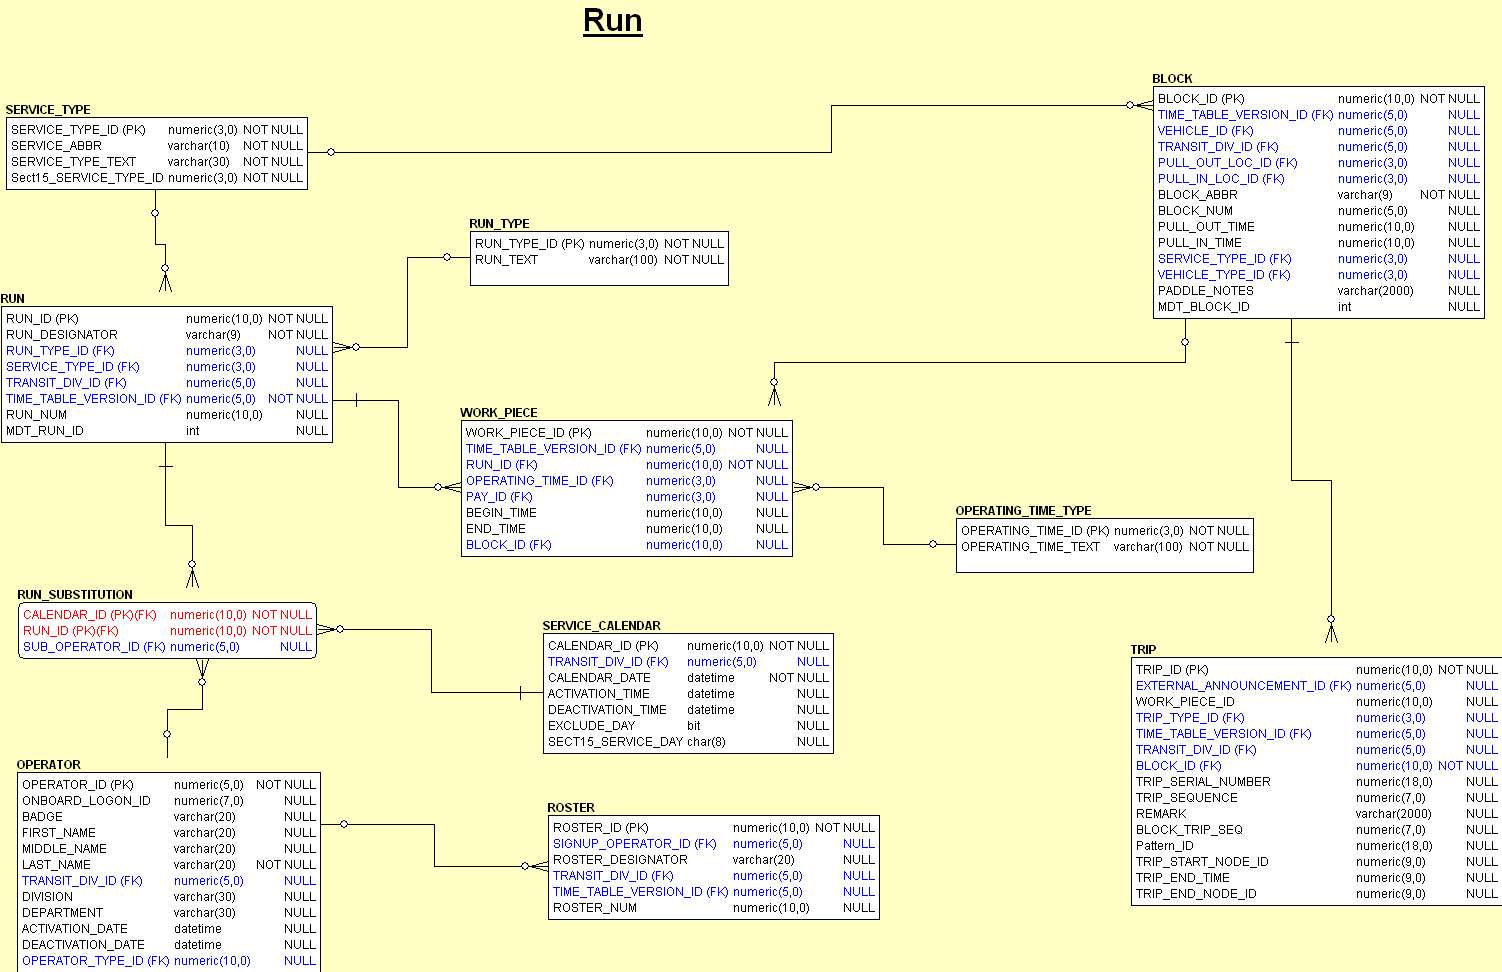 Run
SERVICE_TYPE
SERVICE_TYPE_ID (PK) numeric(3,0) NOT NULL
SERVICE_ABBR varchar(10) NOT NULL
SERVICE_TYPE_TEXT varchar(30) NOT NULL
Sect15_SERVICE_TYPE_ID numeric(3,0) NOT NULL
BLOCK
BLOCK_ID (PK) numeric(10,0) NOT NULL
TIME_TABLE_VERSION_ID (FK) numeric(5,0) NULL
VEHICLE_ID (FK) numeric(5,0) NULL
TRANSIT_DIV_ID (FK) numeric(5,0) NULL
PULL_OUT_LOC_ID (FK) numeric(3,0) NULL
PULL_IN_LOC_ID (FK) numeric(3,0) NULL
BLOCK_ABBR varchar(9) NOT NULL
BLOCK_NUM numeric(5,0) NULL
PULL_OUT_TIME numeric(10,0) NULL
PULL_IN_TIME numeric(10,0) NULL
SERVICE_TYPE_ID (FK) numeric(3,0) NULL
VEHICLE_TYPE_ID (FK) numeric(3,0) NULL
PADDLE_NOTES varchar(2000) NULL
MDT_BLOCK_ID int NULL
RUN_TYPE
RUN_TYPE_ID (PK) numeric(3,0) NOT NULL
RUN_TEXT varchar(100) NOT NULL
RUN
RUN_ID (PK) numeric(10,0) NOT NULL
RUN_DESIGNATOR varchar(9) NOT NULL
RUN_TYPE_ID (FK) numeric(3,0) NULL
SERVICE_TYPE_ID (FK) numeric(3,0) NULL
TRANSIT_DIV_ID (FK) numeric(5,0) NULL
TIME_TABLE_VERSION_ID (FK) numeric(5,0) NOT NULL
RUN_NUM numeric(10,0) NULL
MDT_RUN_ID int NULL
WORK_PIECE
WORK_PIECE_ID (PK) numeric(10,0) NOT NULL
TIME_TABLE_VERSION_ID (FK) numeric(5,0) NULL
RUN_ID (FK) numeric(10,0) NOT NULL
OPERATING_TIME_ID (FK) numeric(3,0) NULL
PAY_ID (FK) numeric(3,0) NULL
BEGIN_TIME numeric(10,0) NULL
END_TIME numeric(10,0) NULL
BLOCK_ID (FK) numeric(10,0) NULL
OPERATING_TIME_TYPE
OPERATING_TIME_ID (PK) numeric(3,0) NOT NULL
OPERATING_TIME_TEXT varchar(100) NOT NULL
RUN_SUBSTITUTION
CALENDAR_ID (PK)(FK) numeric(10,0) NOT NULL
RUN_ID (PK)(FK) numeric(10,0) NOT NULL
SUB_OPERATOR_ID (FK) numeric(5,0) NULL
SERVICE_CALENDAR
CALENDAR_ID (PK) numeric(10,0) NOT NULL
TRANSIT_DIV_ID (FK) numeric(5,0) NULL
CALENDAR_DATE datetime NOT NULL
ACTIVATION_TIME datetime NULL
DEACTIVATION_TIME datetime NULL
EXCLUDE_DAY bit NULL
SECT15_SERVICE_DAY char(8) NULL
TRIP
TRIP_ID (PK) numeric(10,0) NOT NULL
EXTERNAL_ANNOUNCEMENT_ID (FK) numeric(5,0) NULL
WORK_PIECE_ID numeric(10,0) NULL
TRIP_TYPE_ID (FK) numeric(3,0) NULL
TIME_TABLE_VERSION_ID (FK) numeric(5,0) NULL
TRANSIT_DIV_ID (FK) numeric(5,0) NULL
BLOCK_ID (FK) numeric(10,0) NOT NULL
TRIP_SERIAL_NUMBER numeric(18,0) NULL
TRIP_SEQUENCE numeric(7,0) NULL
REMARK varchar(2000) NULL
BLOCK_TRIP_SEQ numeric(7,0) NULL
Pattern_ID numeric(18,0) NULL
TRIP_START_NODE_ID numeric(9,0) NULL
TRIP_END_TIME numeric(9,0) NULL
TRIP_END_NODE_ID numeric(9,0) NULL
OPERATOR
OPERATOR_ID (PK) numeric(5,0) NOT NULL
ONBOARD_LOGON_ID numeric(7,0) NULL
BADGE varchar(20) NULL
FIRST_NAME varchar(20) NULL
MIDDLE_NAME varchar(20) NULL
LAST_NAME varchar(20) NOT NULL
TRANSIT_DIV_ID (FK) numeric(5,0) NULL
DIVISION varchar(30) NULL
DEPARTMENT varchar(30) NULL
ACTIVATION_DATE datetime NULL
DEACTIVATION_DATE datetime NULL
OPERATOR_TYPE_ID (FK) numeric(10,0) NULL
ROSTER
ROSTER_ID (PK) numeric(10,0) NOT NULL
SIGNUP_OPERATOR_ID (FK) numeric(5,0) NULL
ROSTER_DESIGNATOR varchar(20) NULL
TRANSIT_DIV_ID (FK) numeric(5,0) NULL
TIME_TABLE_VERSION_ID (FK) numeric(5,0) NULL
ROSTER_NUM numeric(10,0) NULL